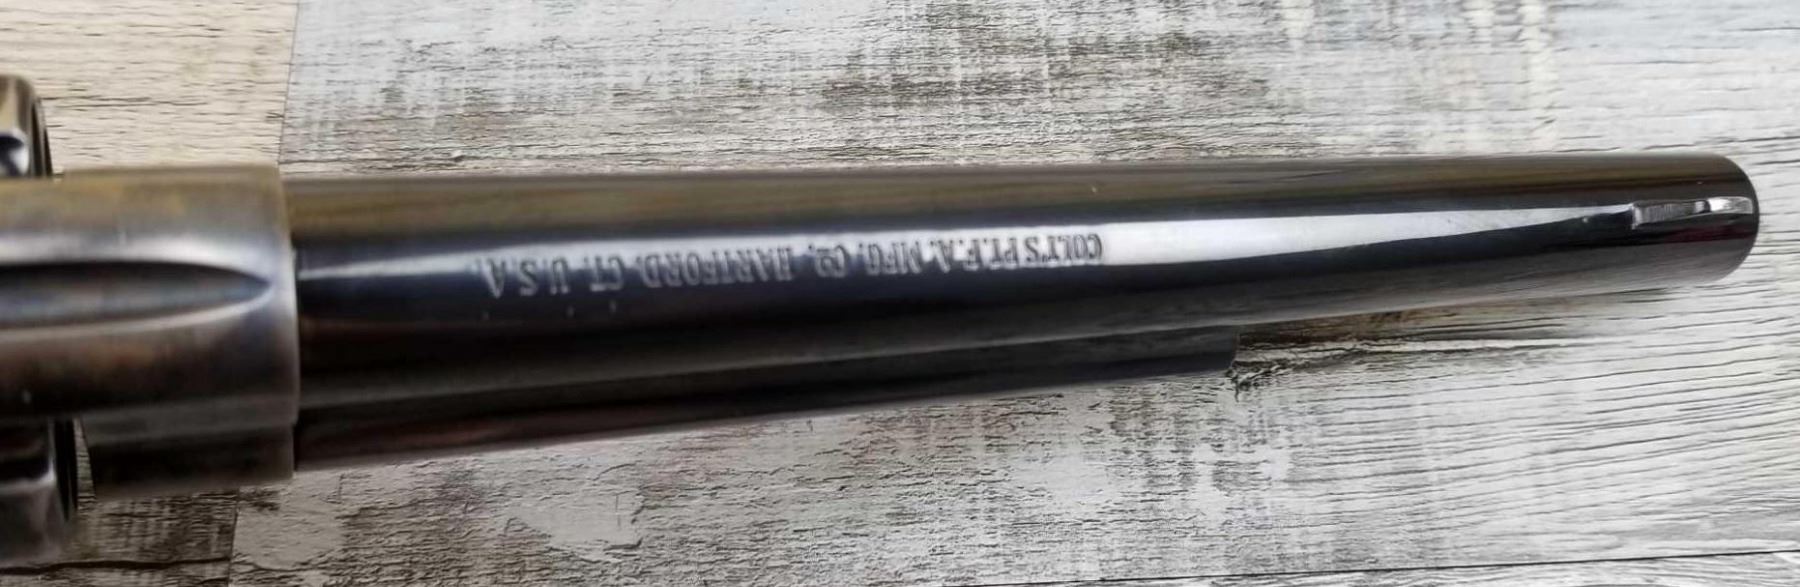 COLT'S PT. F. A. MFG. CO. HARTFORD, CT. U.S.A.